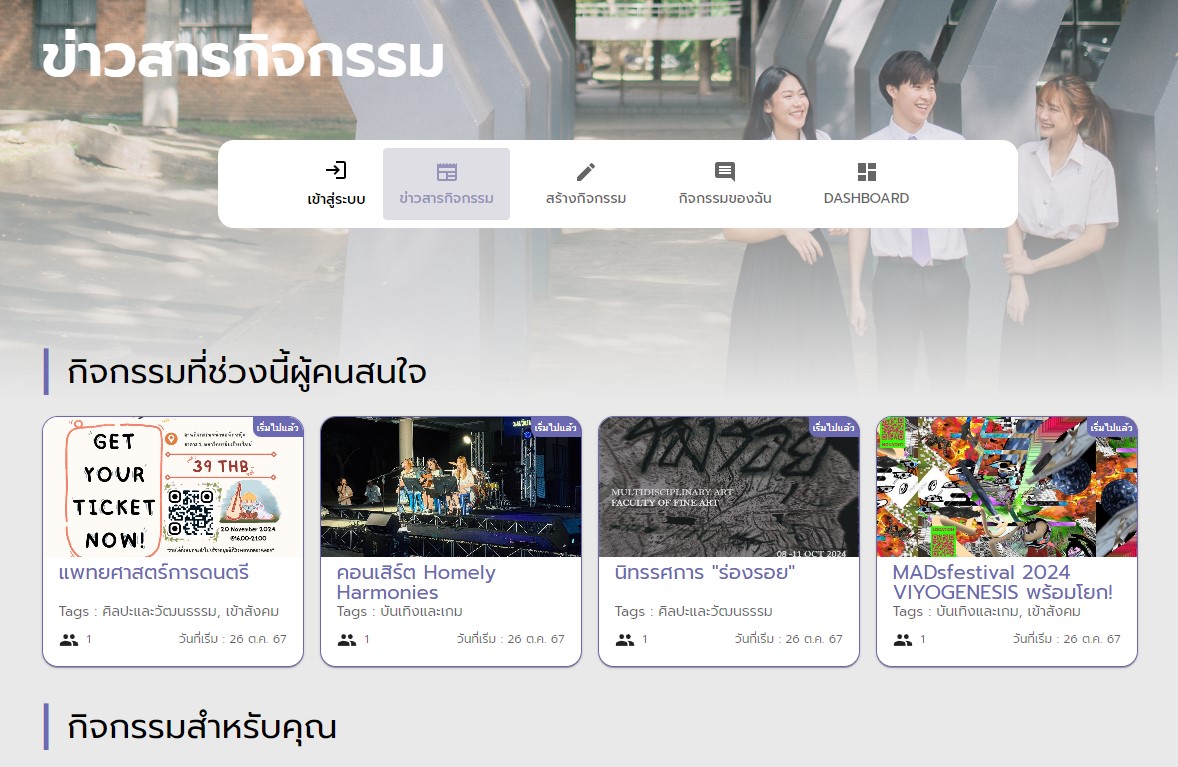 ข่าวสารกิจกรรม
เข้าสู่ระบบ
ข่าวสารกิจกรรม
สร้างกิจกรรม
กิจกรรมของฉัน
DASHBOARD
กิจกรรมที่ช่วงนี้ผู้คนสนใจ
เริ่มไปแล้ว
GET
YOUR
TICKET
NOW!
39 THB
20 November 2024
@16.00-21.00
แพทยศาสตร์การดนตรี
Tags : ศิลปะและวัฒนธรรม, เข้าสังคม
1
วันที่เริ่ม : 26 ต.ค. 67
เริ่มไปแล้ว
คอนเสิร์ต Homely
Harmonies
Tags : บันเทิงและเกม
1
วันที่เริ่ม : 26 ต.ค. 67
เริ่มไปแล้ว
MULTIDISCIPLINARY ART
FACULTY OF FINE ART
08 -11 OCT 2024
นิทรรศการ "ร่องรอย"
Tags : ศิลปะและวัฒนธรรม
1
วันที่เริ่ม : 26 ต.ค. 67
เริ่มไปแล้ว
MADsfestival 2024
VIYOGENESIS พร้อมโยก!
Tags : บันเทิงและเกม, เข้าสังคม
1
วันที่เริ่ม : 26 ต.ค. 67
กิจกรรมสำหรับคุณ